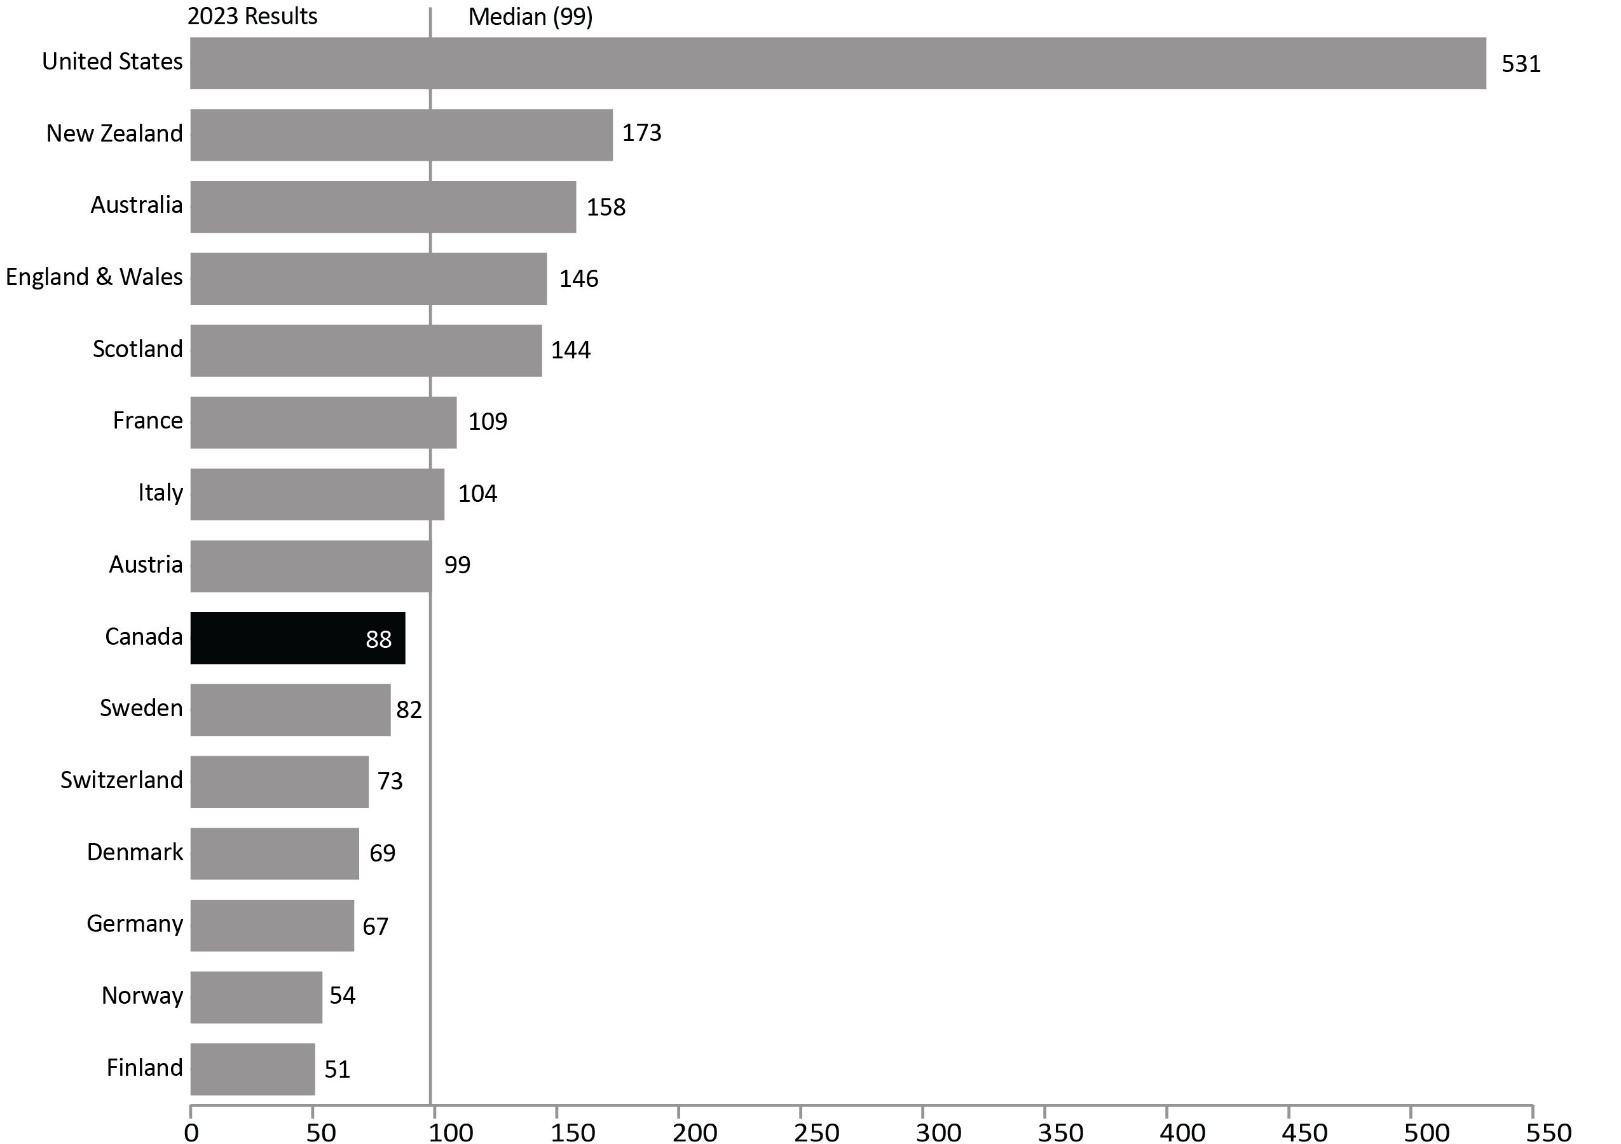 2023 Results Median (99)
United States 531
New Zealand 173
Australia 158
England & Wales 146
Scotland 144
France 109
Italy 104
Austria 99
Canada 88
Sweden 82
Switzerland 73
Denmark 69
Germany 67
Norway 54
Finland 51
0 50 100 150 200 250 300 350 400 450 500 550